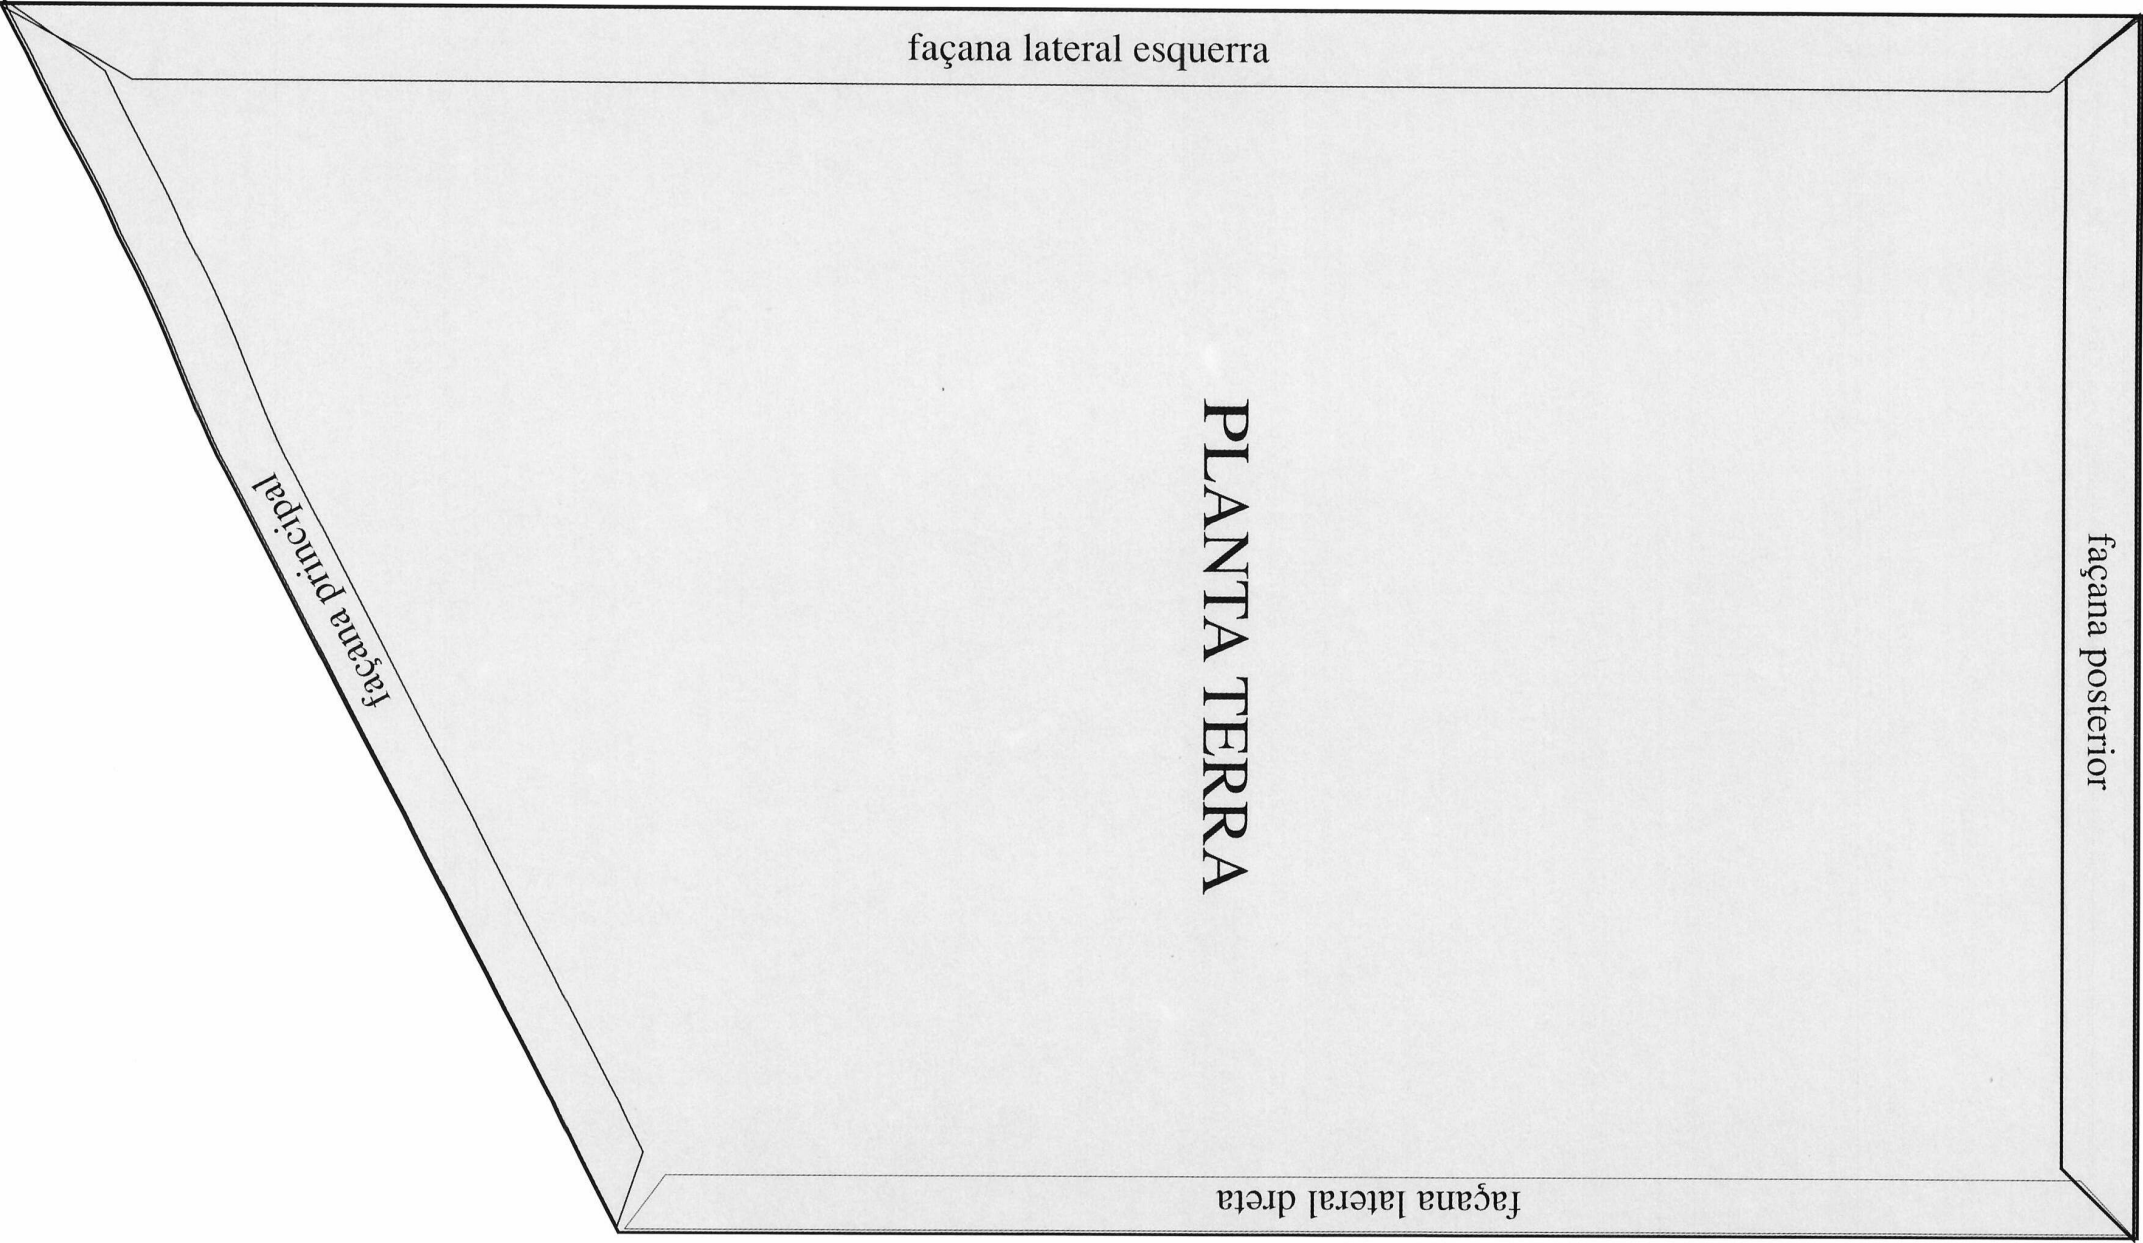 façana lateral esquerra
façana principal
PLANTA TERRA
façana posterior
façana lateral dreta